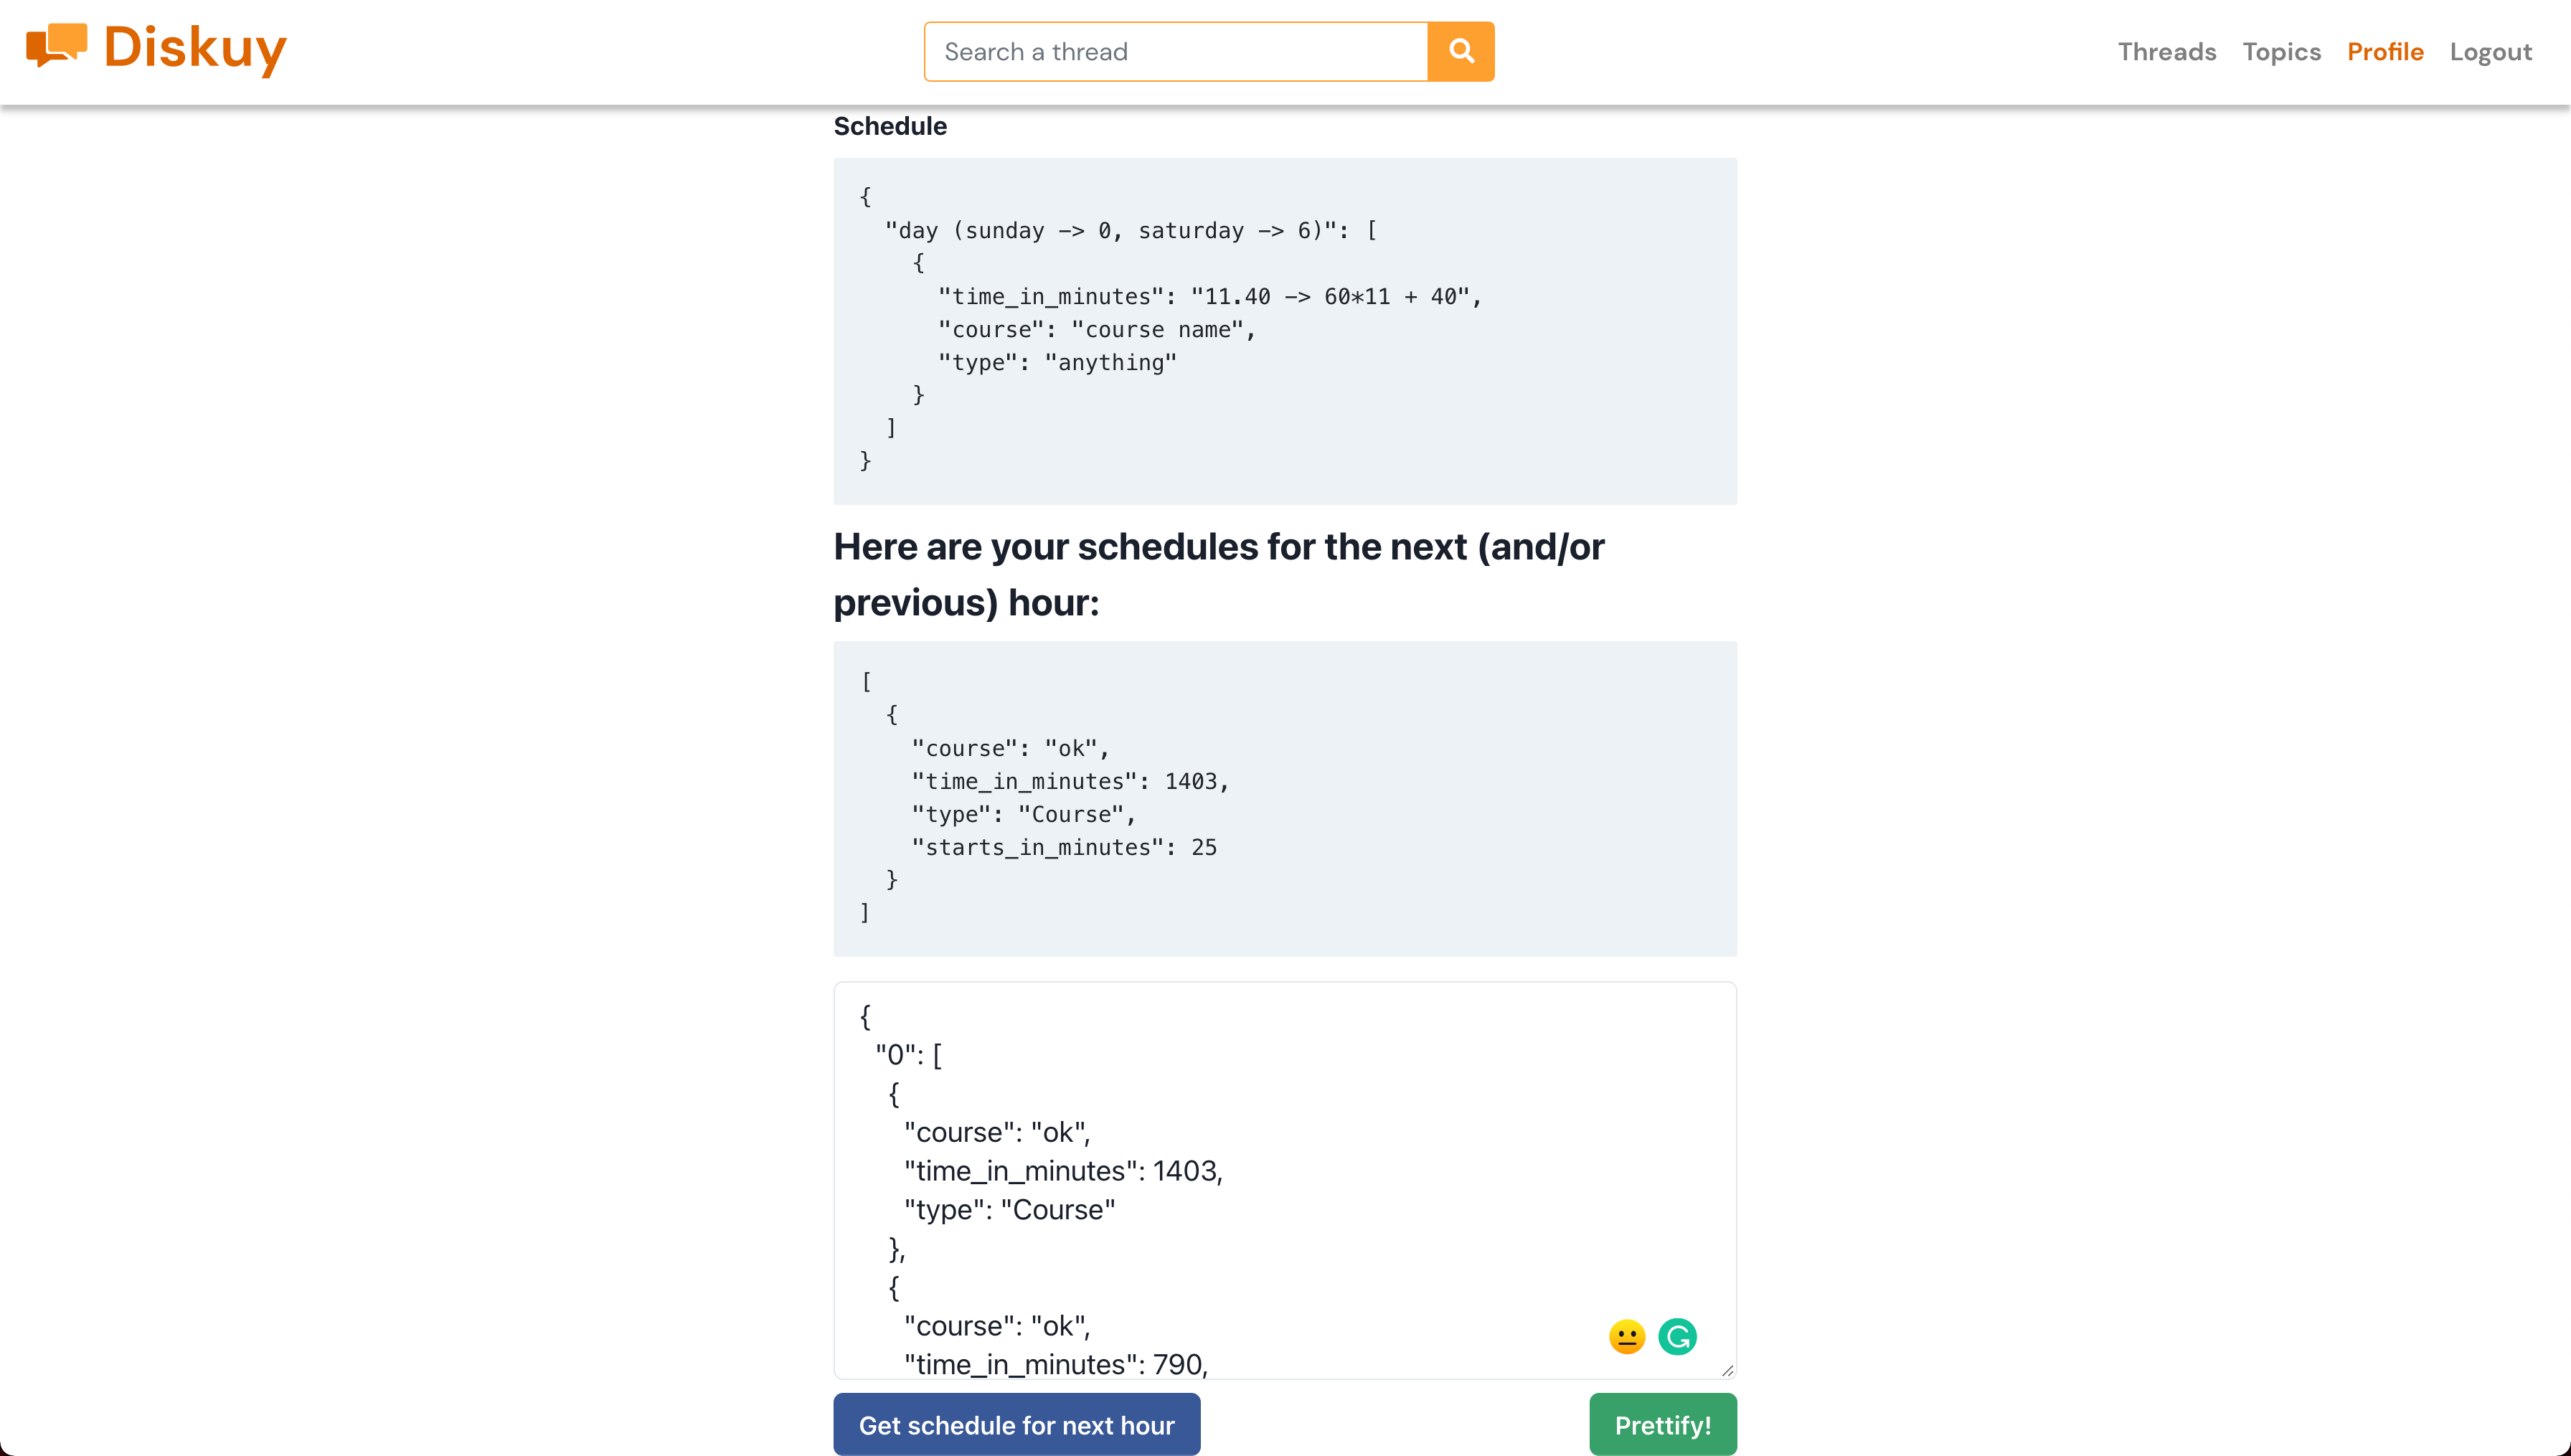 Diskuy
Search a thread
Threads Topics Profile Logout
Schedule
{
  "day (sunday -> 0, saturday -> 6)": [
    {
      "time_in_minutes": "11.40 -> 60*11 + 40",
      "course": "course name",
      "type": "anything"
    }
  ]
}
Here are your schedules for the next (and/or
previous) hour:
[
  {
    "course": "ok",
    "time_in_minutes": 1403,
    "type": "Course",
    "starts_in_minutes": 25
  }
]
{
  "0": [
    {
      "course": "ok",
      "time_in_minutes": 1403,
      "type": "Course"
    },
    {
      "course": "ok",
      "time_in_minutes": 790,
Get schedule for next hour
Prettify!